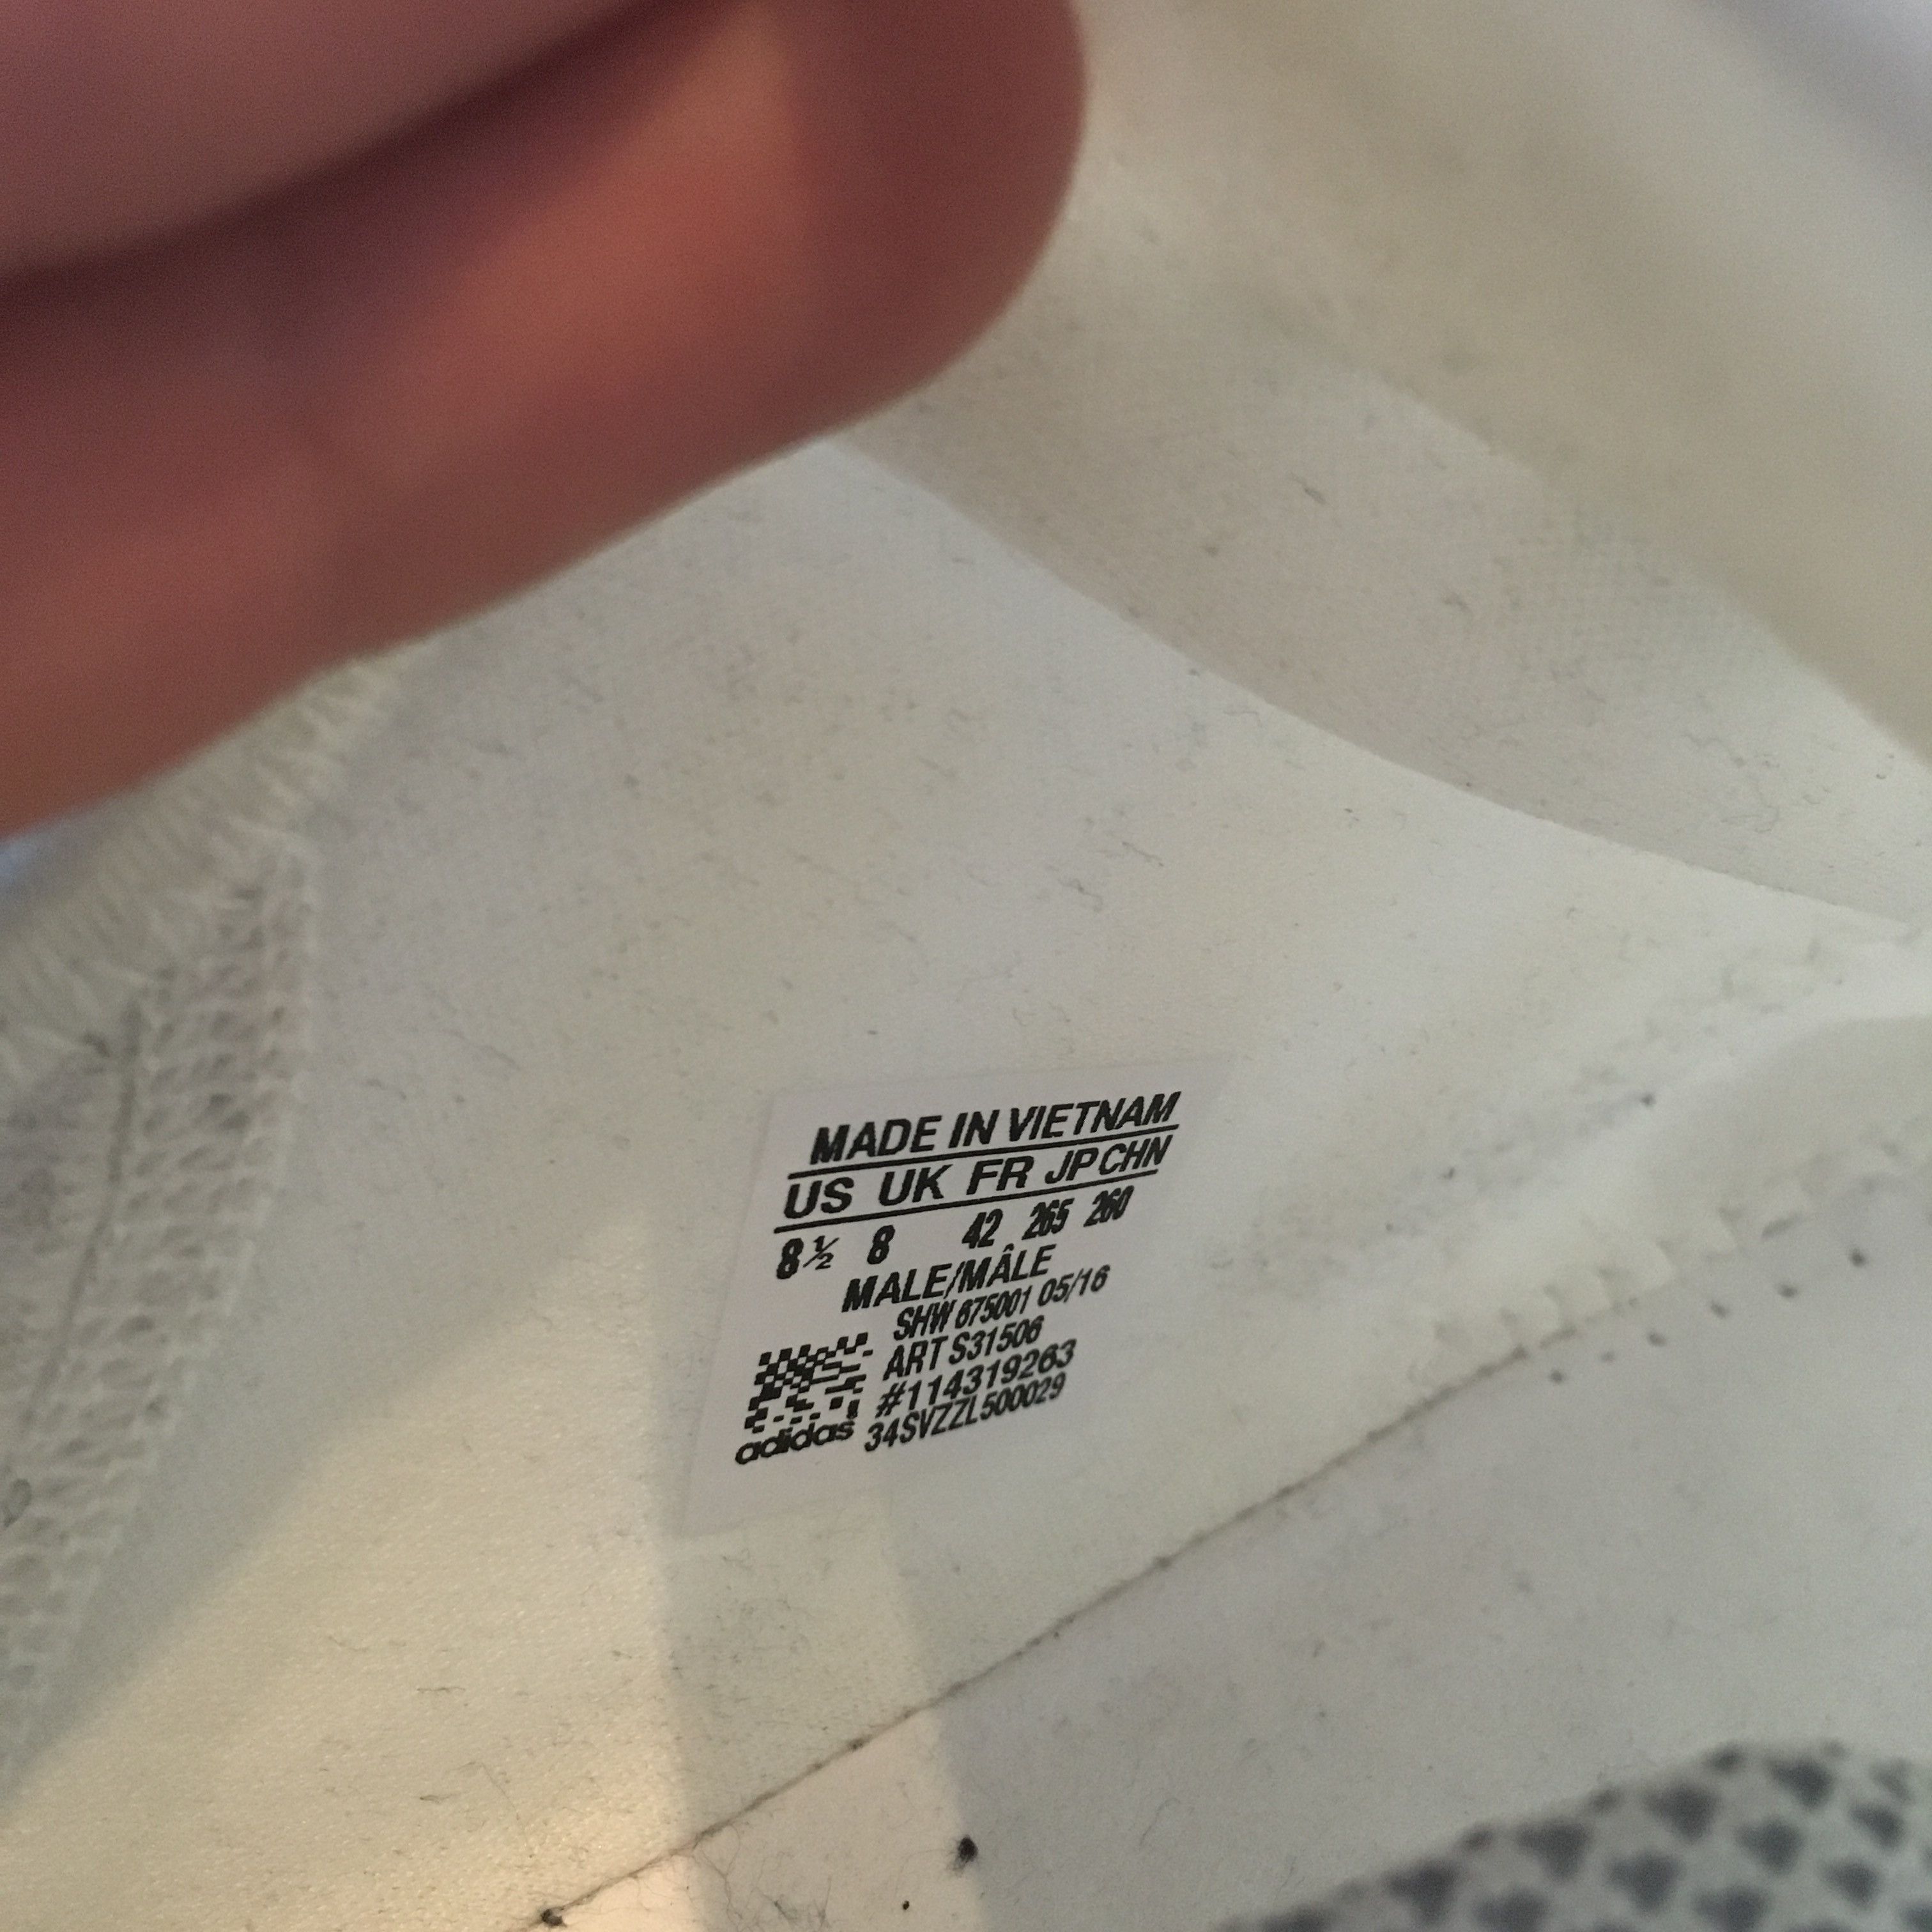 MADE IN VIETNAM
US UK FR JP CHN
8½ 8 42 265 260
MALE/MÂLE
SHW 675001 05/16
ART S31506
#114319263
34SVZZL500029
adidas